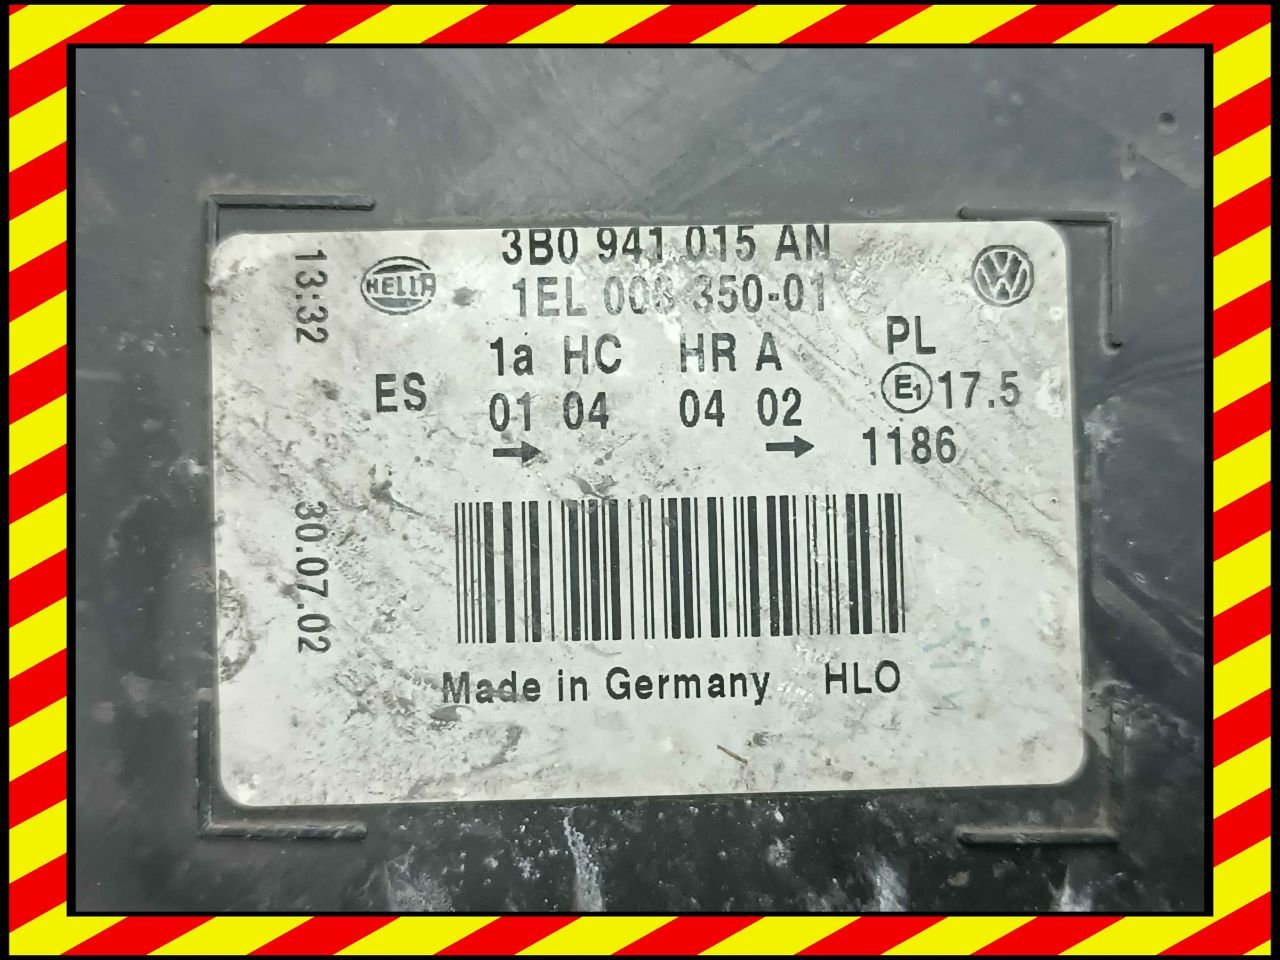 3B0 941 015 AN
HELLA
1EL 008 350-01
VW
13:32
1a HC HR A
PL
ES
01 04 04 02
E1 17.5
→ →
1186
30.07.02
Made in Germany HLO